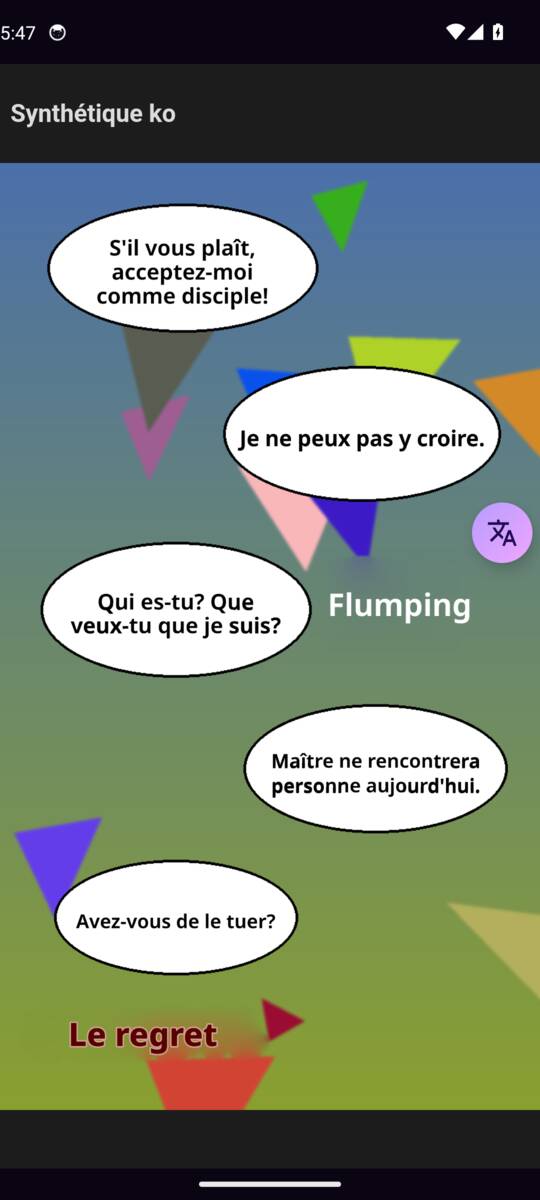 5:47
Synthétique ko
S'il vous plaît,
acceptez-moi
comme disciple!
Je ne peux pas y croire.
Qui es-tu? Que
veux-tu que je suis?
Flumping
Maître ne rencontrera
personne aujourd'hui.
Avez-vous de le tuer?
Le regret